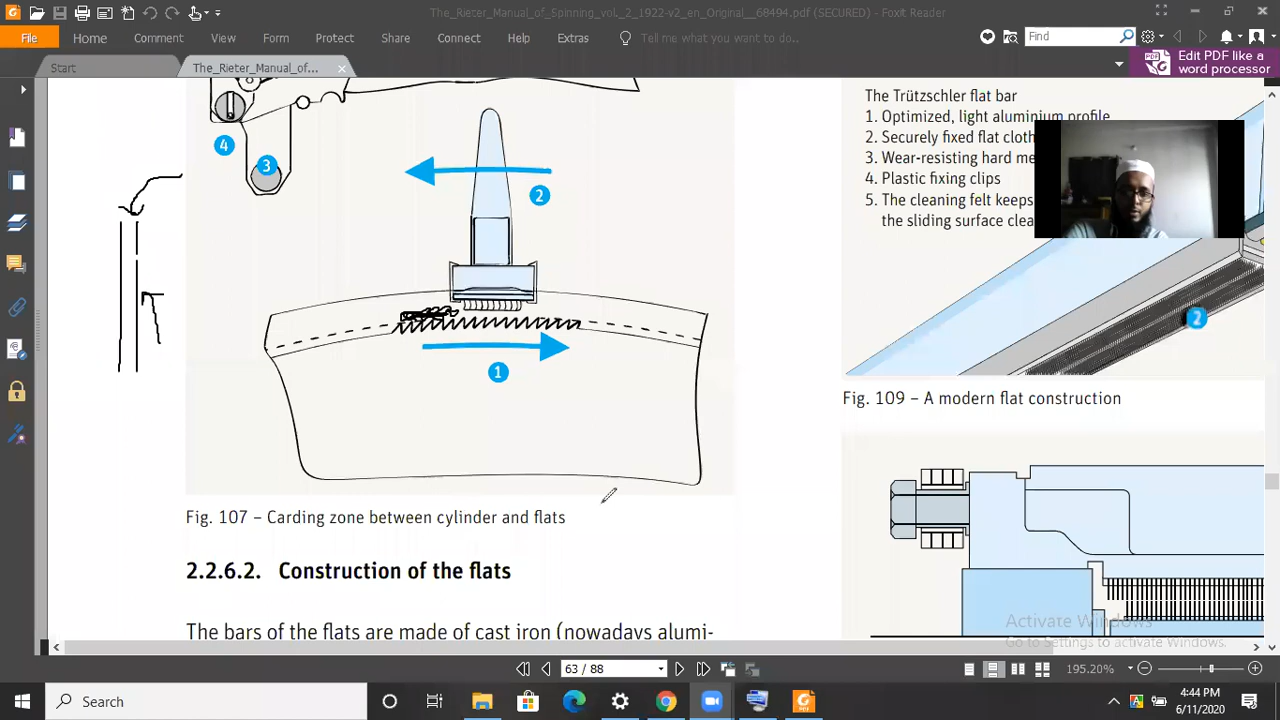 The_Rieter_Manual_of_Spinning_vol._2_1922-v2_en_Original__68494.pdf (SECURED) - Foxit Reader
File Home Comment View Form Protect Share Connect Help Extras Tell me what you want to do... Find
Edit PDF like a
word processor
Start The_Rieter_Manual_of...
4
3
2
1
Fig. 107 – Carding zone between cylinder and flats
2.2.6.2. Construction of the flats
The bars of the flats are made of cast iron (nowadays alumi-
The Trützschler flat bar
1. Optimized, light aluminium profile
2. Securely fixed flat cloth
3. Wear-resisting hard me
4. Plastic fixing clips
5. The cleaning felt keeps
the sliding surface clea
2
Fig. 109 – A modern flat construction
Activate Windows
Go to Settings to activate Windows.
63 / 88
195.20%
Search
A
4:44 PM
6/11/2020